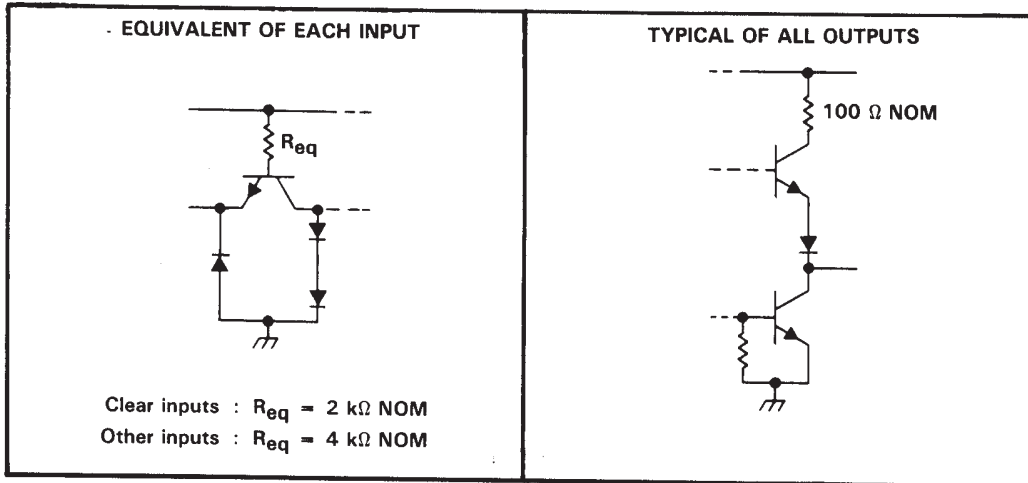 EQUIVALENT OF EACH INPUT
Req
Clear inputs : Req = 2 kΩ NOM
Other inputs : Req = 4 kΩ NOM
TYPICAL OF ALL OUTPUTS
100 Ω NOM